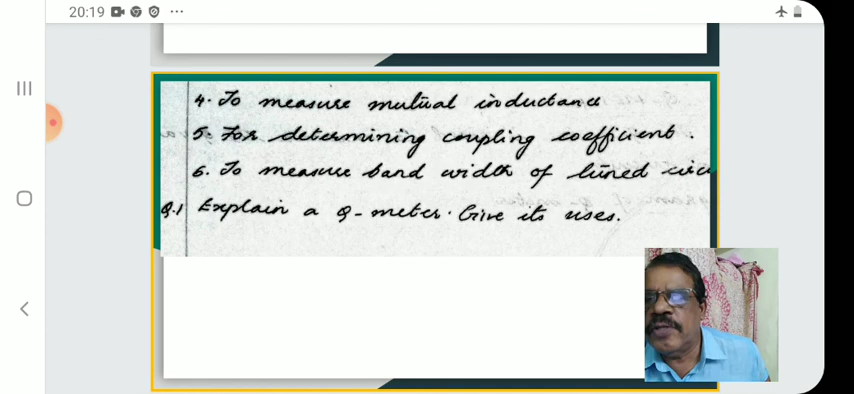 20:19
4. To measure mutual inductance
5. For determining coupling coefficient.
6. To measure band width of tuned circu
Q.1 Explain a Q-meter. Give its uses.